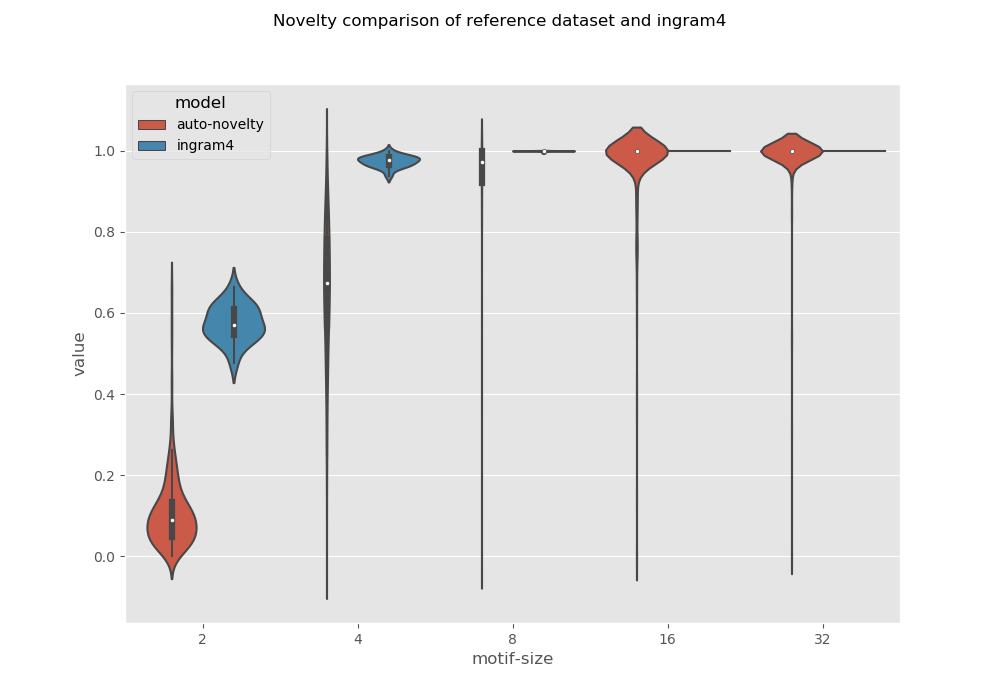 Novelty comparison of reference dataset and ingram4
model
auto-novelty
ingram4
1.0
0.8
0.6
0.4
0.2
0.0
value
2 4 8 16 32
motif-size